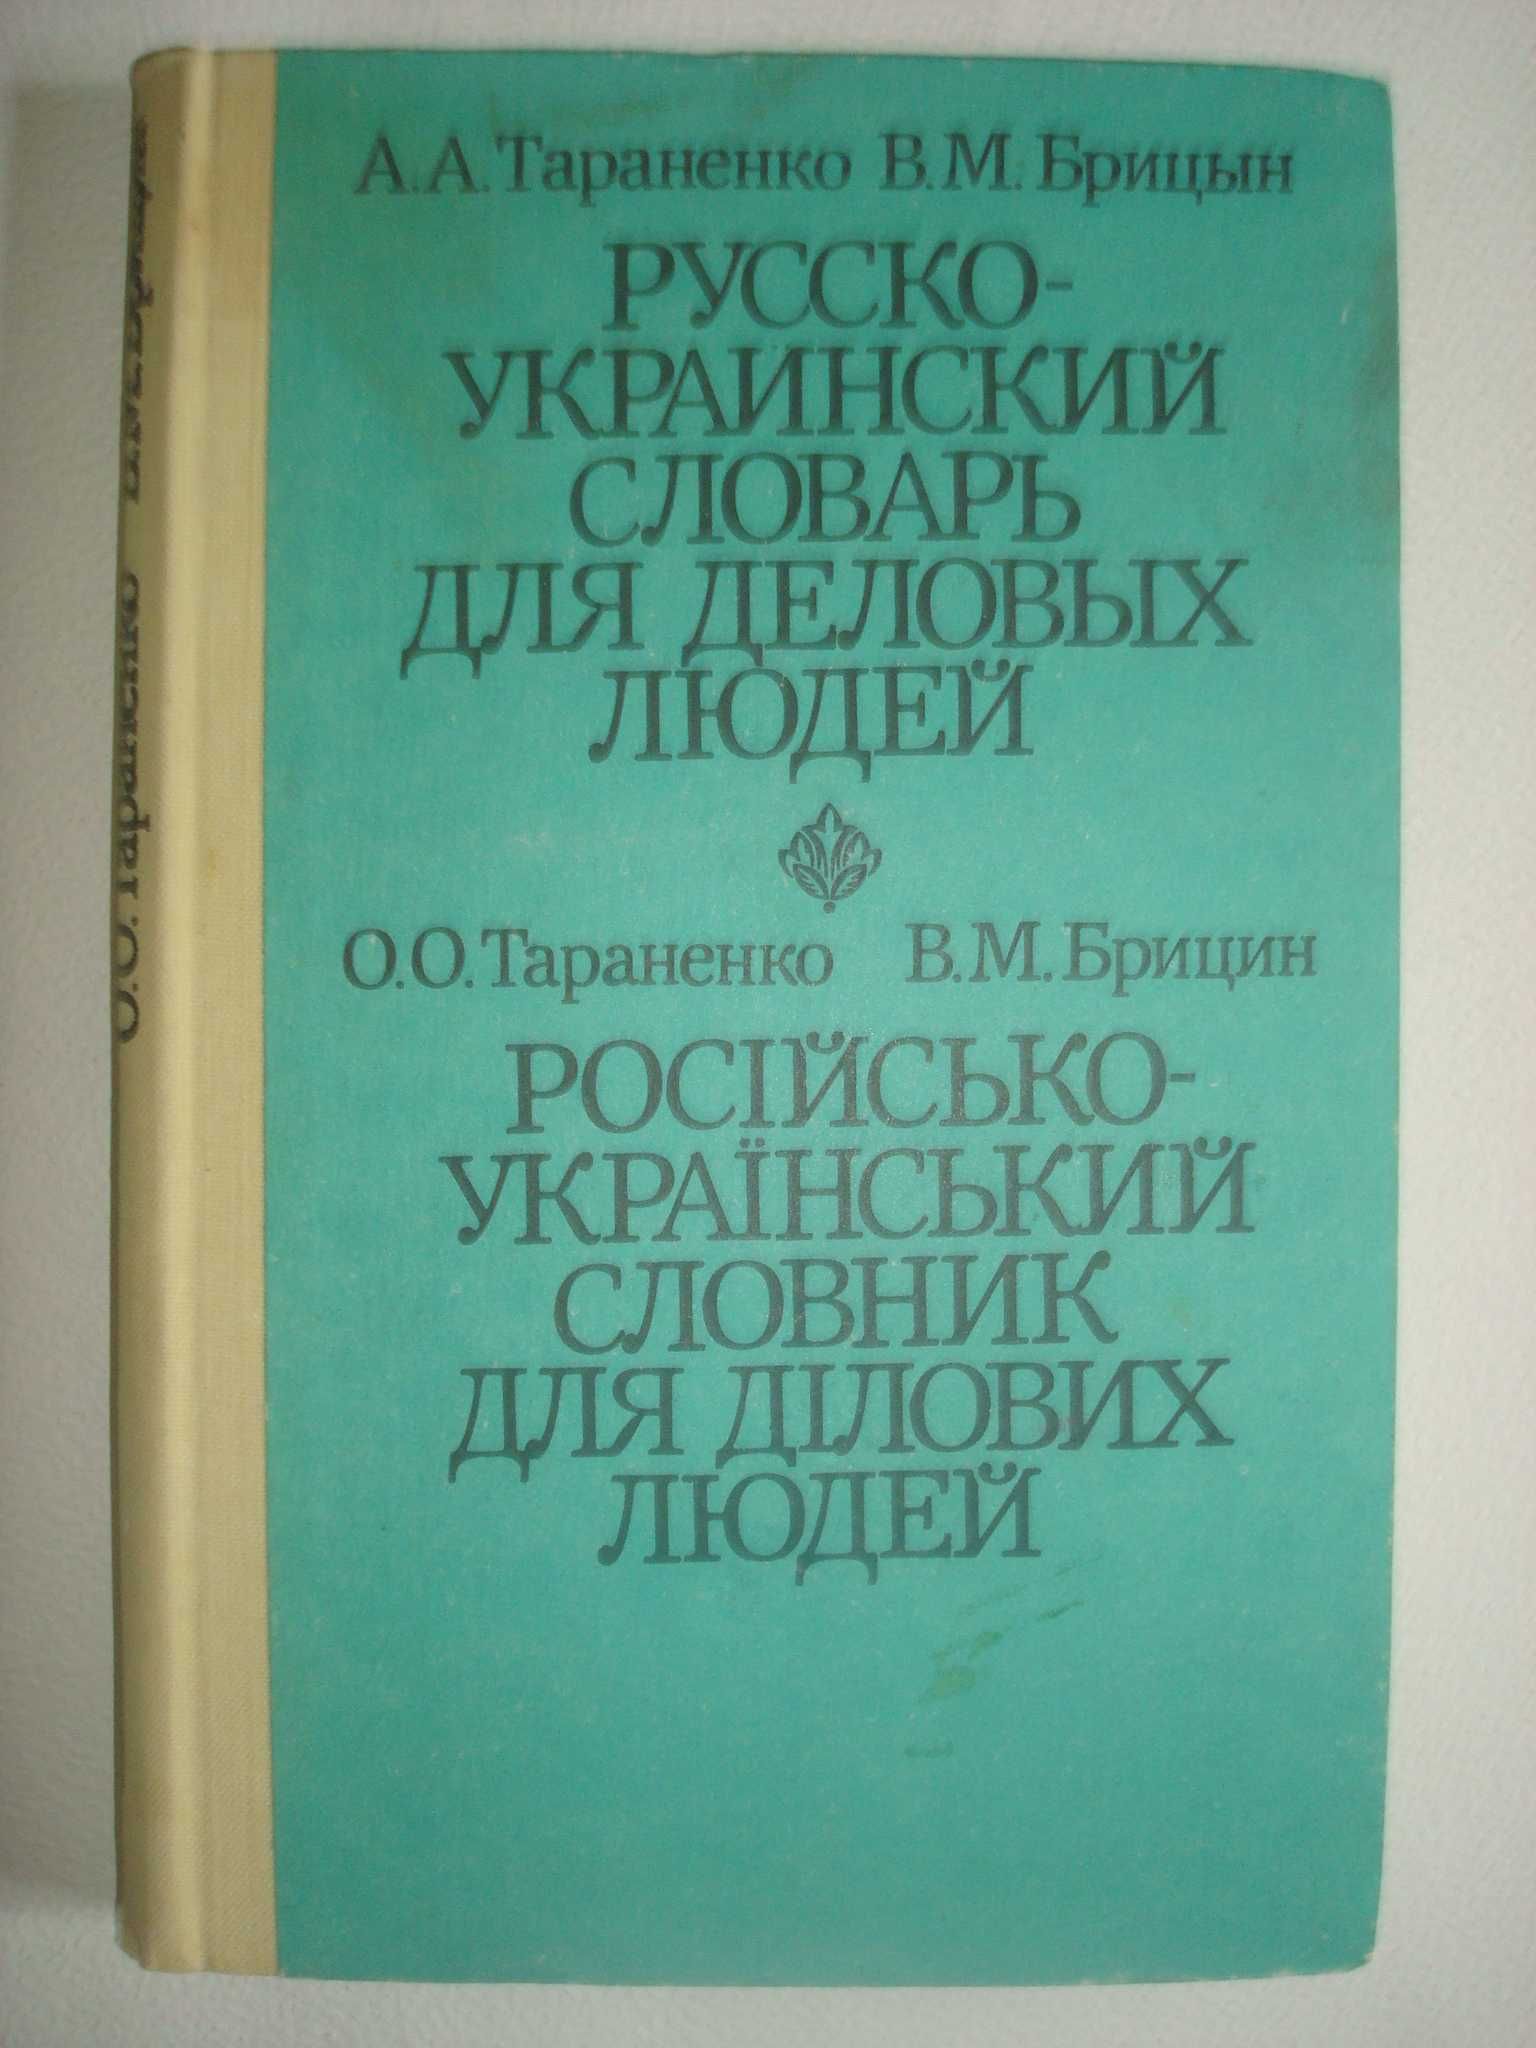 А.А.Тараненко В.М.Брицын
РУССКО-
УКРАИНСКИЙ
СЛОВАРЬ
ДЛЯ ДЕЛОВЫХ
ЛЮДЕЙ
О.О.Тараненко В.М.Брицин
РОСІЙСЬКО-
УКРАЇНСЬКИЙ
СЛОВНИК
ДЛЯ ДІЛОВИХ
ЛЮДЕЙ
О.О.Тараненко